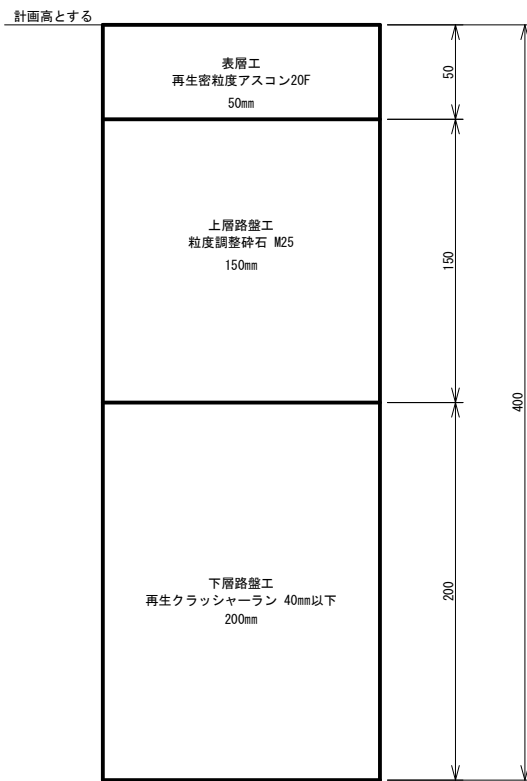 計画高とする
表層工
再生密粒度アスコン20F
50mm
50
上層路盤工
粒度調整砕石 M25
150mm
150
400
下層路盤工
再生クラッシャーラン 40mm以下
200mm
200